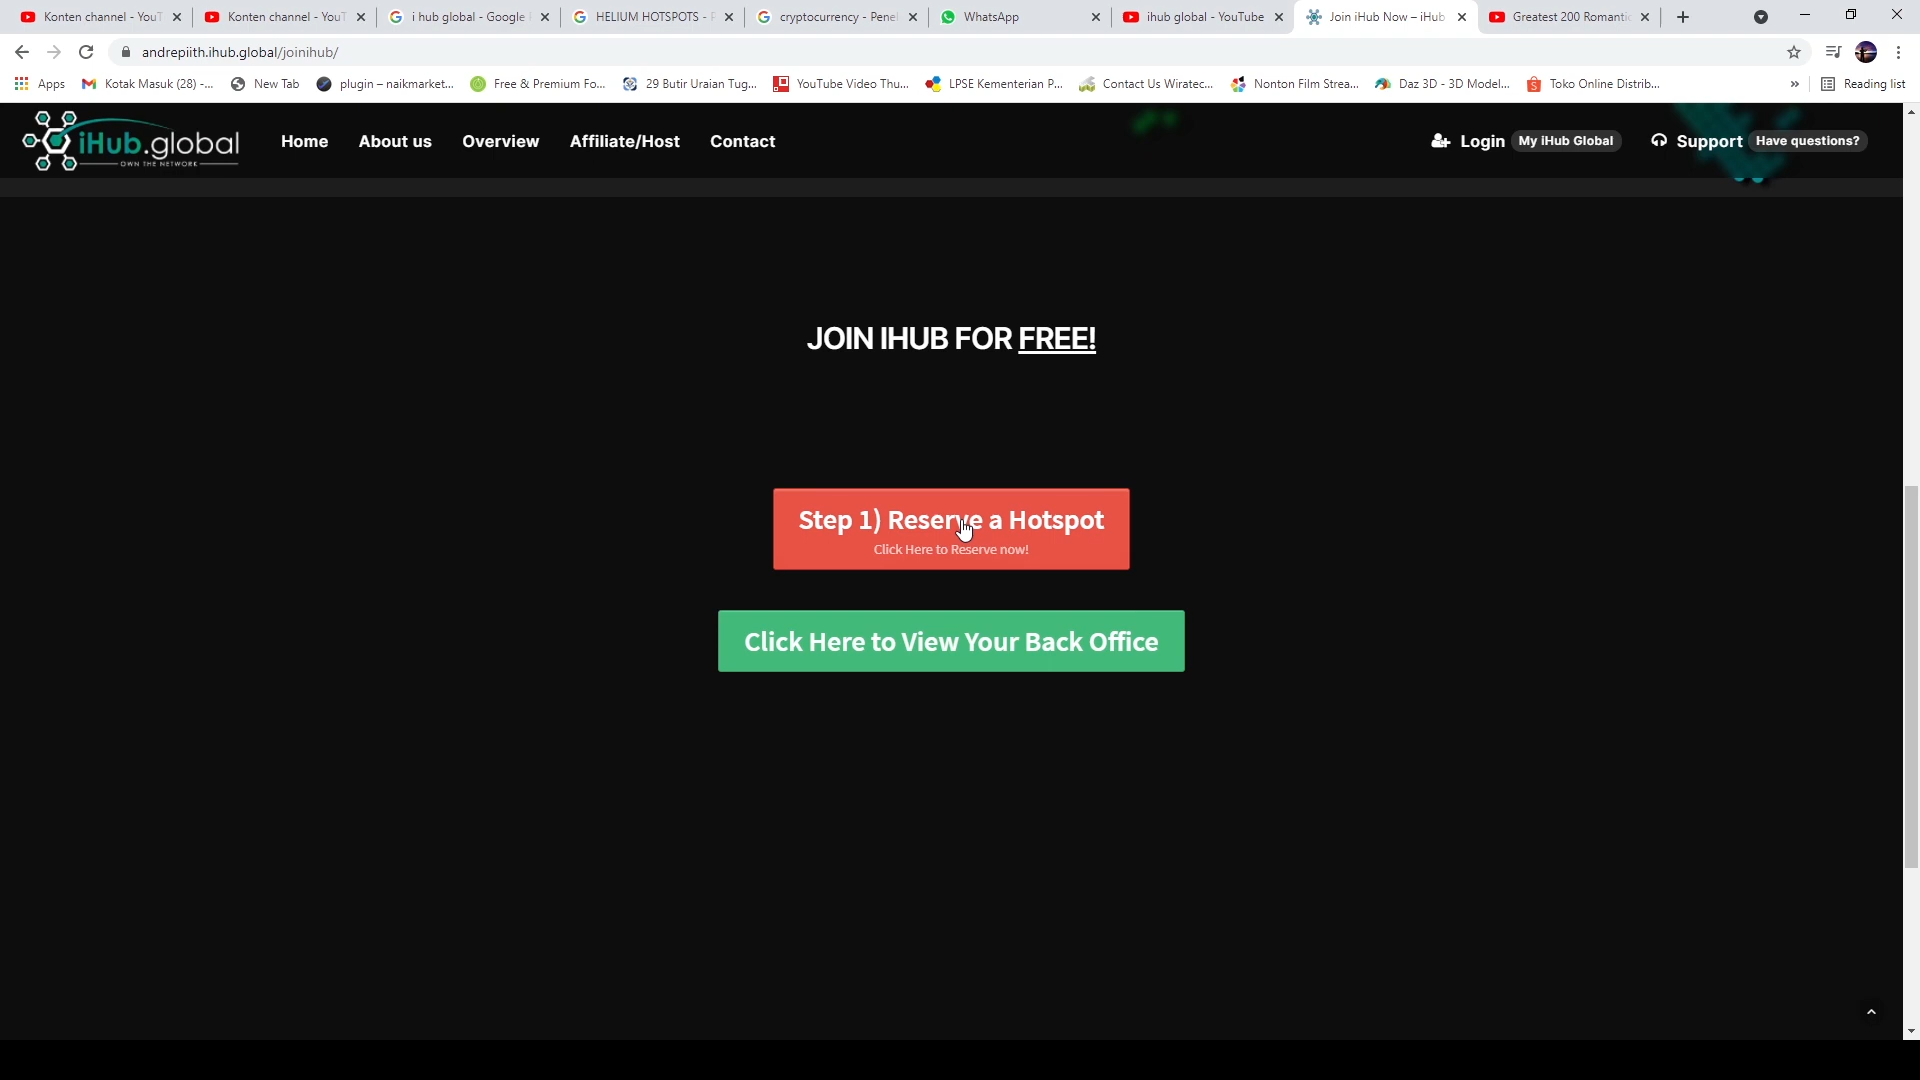 Konten channel - YouT
Konten channel - YouT
i hub global - Google
HELIUM HOTSPOTS - P
cryptocurrency - Penel
WhatsApp
ihub global - YouTube
Join iHub Now – iHub
Greatest 200 Romantic
andrepiith.ihub.global/joinihub/
Apps
Kotak Masuk (28) -...
New Tab
plugin – naikmarket...
Free & Premium Fo...
29 Butir Uraian Tug...
YouTube Video Thu...
LPSE Kementerian P...
Contact Us Wiratec...
Nonton Film Strea...
Daz 3D - 3D Model...
Toko Online Distrib...
»
Reading list
iHub.global
OWN THE NETWORK
Home
About us
Overview
Affiliate/Host
Contact
Login My iHub Global
Support Have questions?
JOIN IHUB FOR FREE!
Step 1) Reserve a Hotspot
Click Here to Reserve now!
Click Here to View Your Back Office